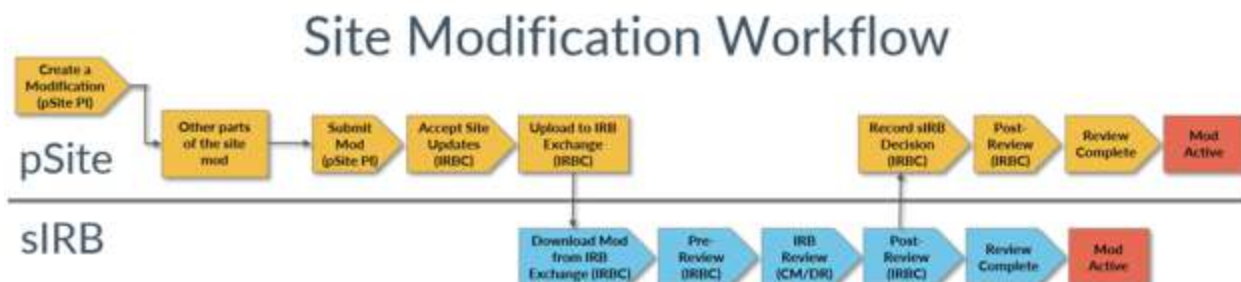 Site Modification Workflow
Create a
Modification
(pSite PI)
Other parts
of the site
mod
Submit
Mod
(pSite PI)
Accept Site
Updates
(IRBC)
Upload to IRB
Exchange
(IRBC)
Record sIRB
Decision
(IRBC)
Post-
Review
(IRBC)
Review
Complete
Mod
Active
pSite
sIRB
Download Mod
from IRB
Exchange (IRBC)
Pre-
Review
(IRBC)
IRB
Review
(CM/DR)
Post-
Review
(IRBC)
Review
Complete
Mod
Active